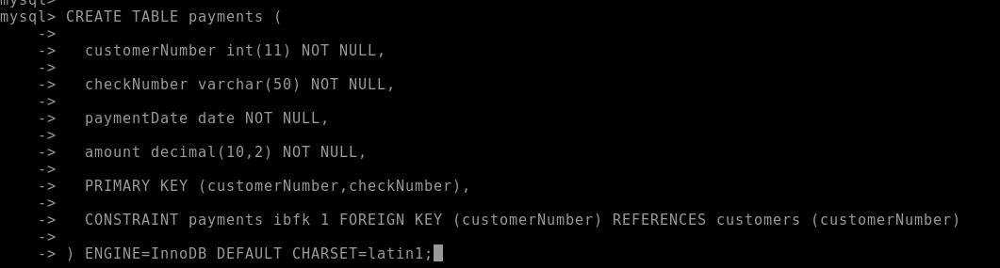 mysql>
mysql> CREATE TABLE payments (
->
-> customerNumber int(11) NOT NULL,
->
-> checkNumber varchar(50) NOT NULL,
->
-> paymentDate date NOT NULL,
->
-> amount decimal(10,2) NOT NULL,
->
-> PRIMARY KEY (customerNumber,checkNumber),
->
-> CONSTRAINT payments ibfk 1 FOREIGN KEY (customerNumber) REFERENCES customers (customerNumber)
->
-> ) ENGINE=InnoDB DEFAULT CHARSET=latin1;